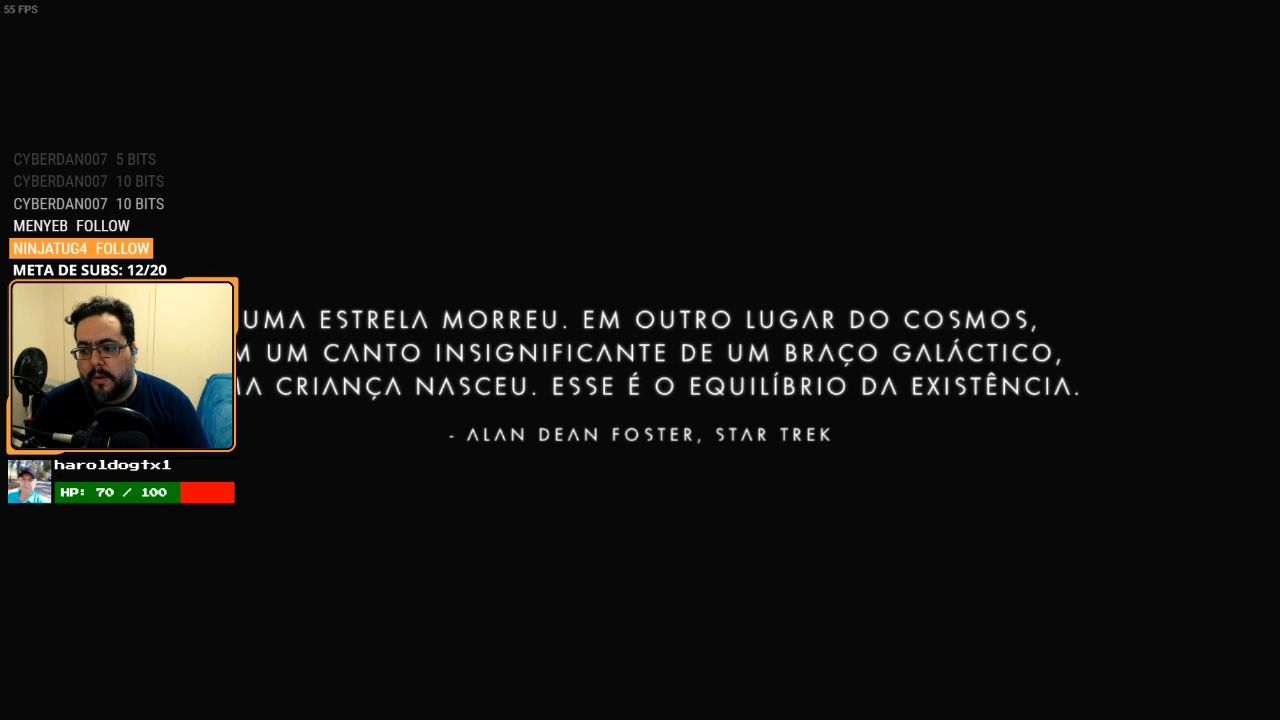 55 FPS
CYBERDAN007 5 BITS
CYBERDAN007 10 BITS
CYBERDAN007 10 BITS
MENYEB FOLLOW
NINJATUG4 FOLLOW
META DE SUBS: 12/20
UMA ESTRELA MORREU. EM OUTRO LUGAR DO COSMOS,
M UM CANTO INSIGNIFICANTE DE UM BRAÇO GALÁCTICO,
MA CRIANÇA NASCEU. ESSE É O EQUILÍBRIO DA EXISTÊNCIA.
- ALAN DEAN FOSTER, STAR TREK
haroldogtx1
HP: 70 / 100